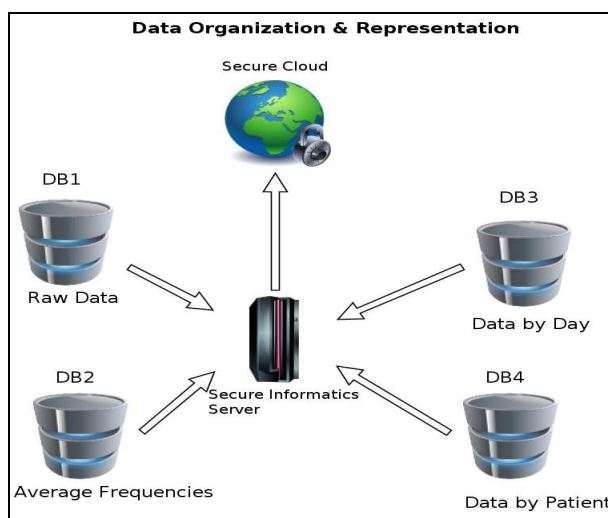 Data Organization & Representation
Secure Cloud
DB1
Raw Data
DB3
Data by Day
Secure Informatics
Server
DB2
Average Frequencies
DB4
Data by Patient